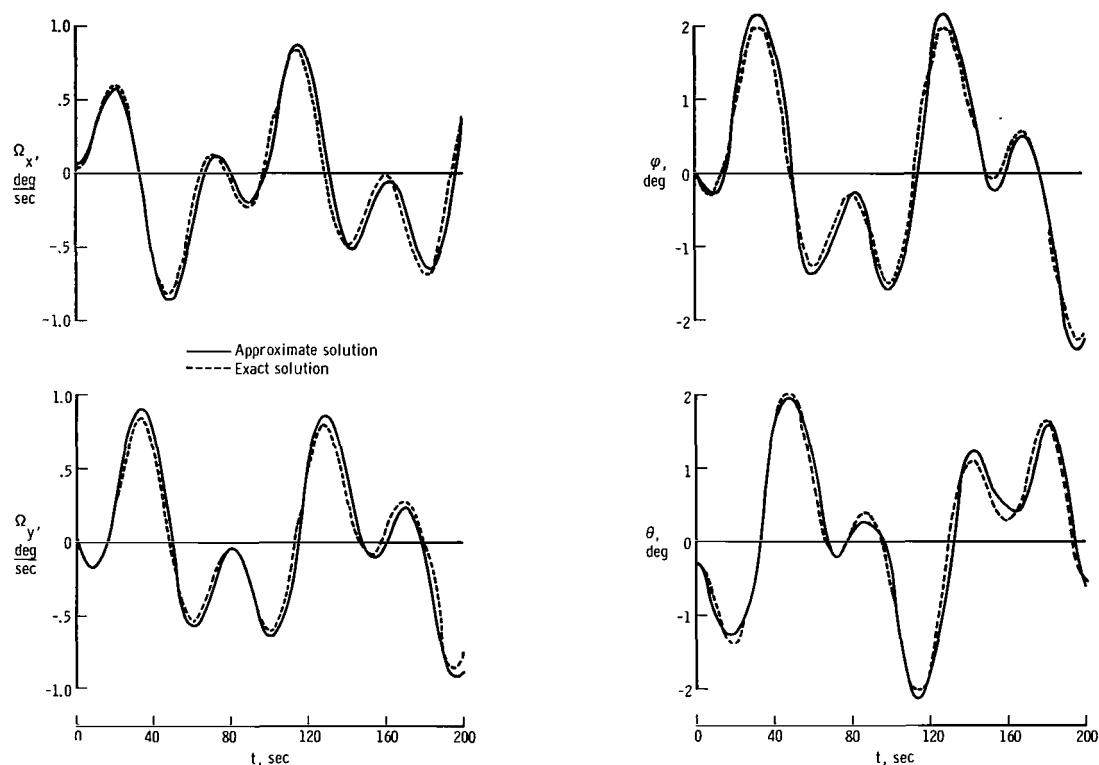 1.0
.5
Ωx,
deg
sec
0
-.5
-1.0
2
1
φ,
deg
0
-1
-2
Approximate solution
Exact solution
1.0
.5
Ωy,
deg
sec
0
-.5
-1.0
0 40 80 120 160 200
t, sec
2
1
θ,
deg
0
-1
-2
0 40 80 120 160 200
t, sec